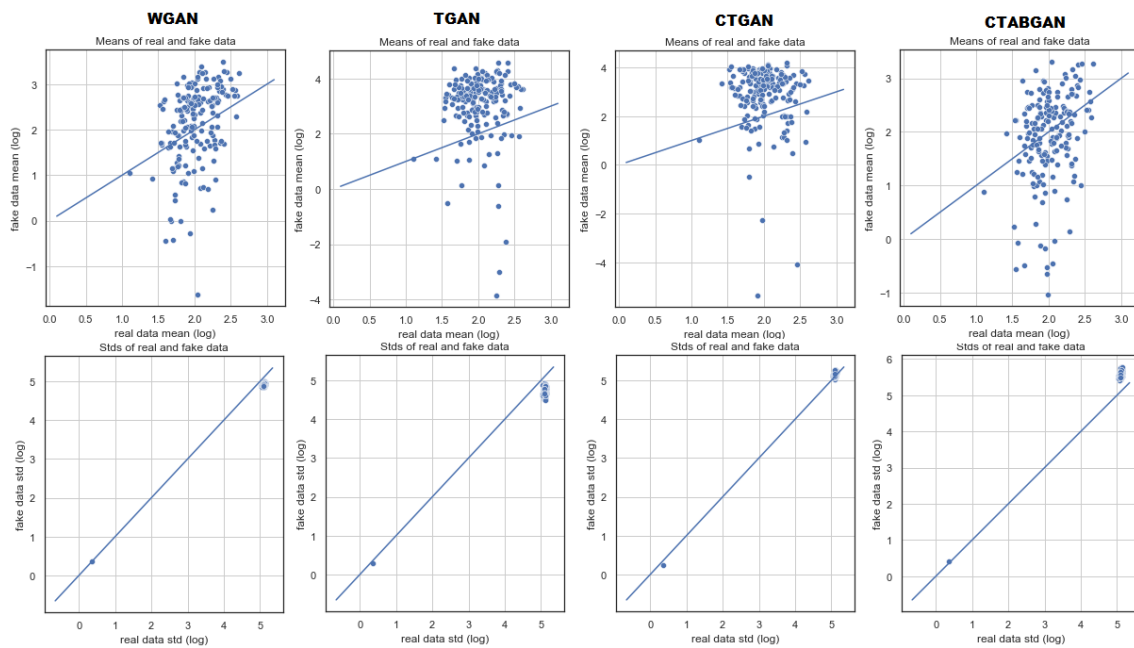 WGAN
TGAN
CTGAN
CTABGAN
Means of real and fake data
Means of real and fake data
Means of real and fake data
Means of real and fake data
fake data mean (log)
3
2
1
0
−1
0.0 0.5 1.0 1.5 2.0 2.5 3.0
real data mean (log)
fake data mean (log)
4
2
0
−2
−4
0.0 0.5 1.0 1.5 2.0 2.5 3.0
real data mean (log)
fake data mean (log)
4
2
0
−2
−4
0.0 0.5 1.0 1.5 2.0 2.5 3.0
real data mean (log)
fake data mean (log)
3
2
1
0
−1
0.0 0.5 1.0 1.5 2.0 2.5 3.0
real data mean (log)
Stds of real and fake data
Stds of real and fake data
Stds of real and fake data
Stds of real and fake data
fake data std (log)
5
4
3
2
1
0
0 1 2 3 4 5
real data std (log)
fake data std (log)
5
4
3
2
1
0
0 1 2 3 4 5
real data std (log)
fake data std (log)
5
4
3
2
1
0
0 1 2 3 4 5
real data std (log)
fake data std (log)
6
5
4
3
2
1
0
0 1 2 3 4 5
real data std (log)